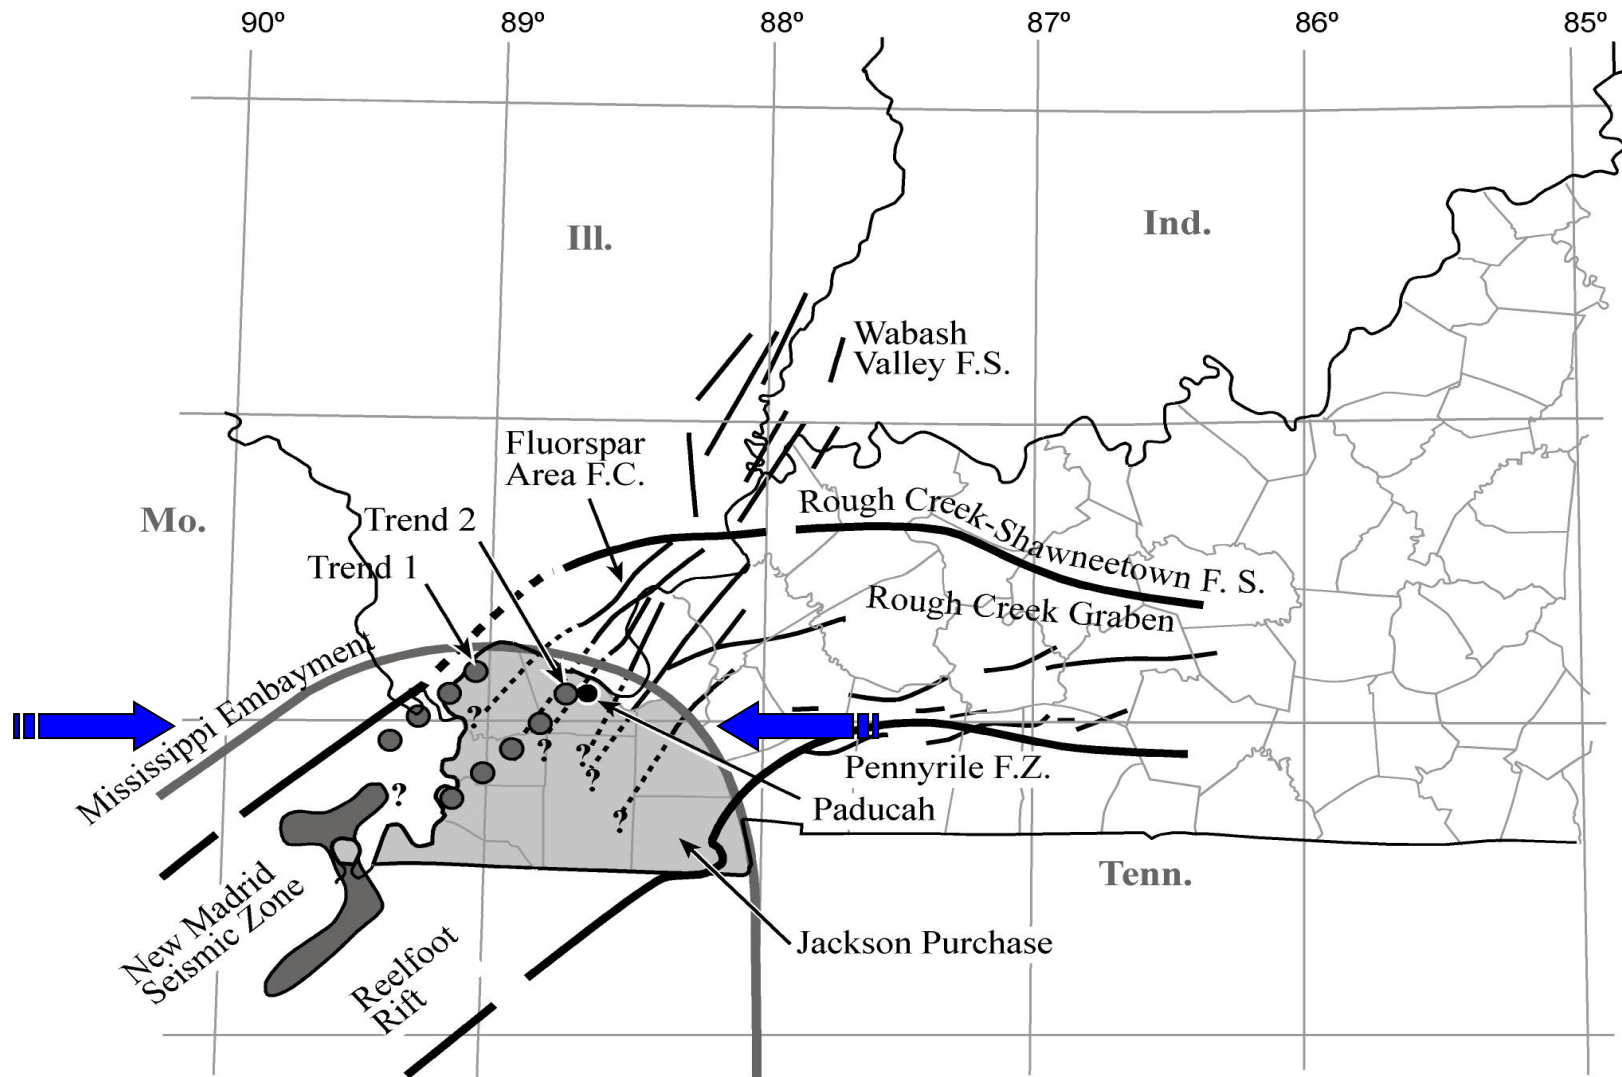 90º 89º 88º 87º 86º 85º
Ill.
Ind.
Wabash
Valley F.S.
Fluorspar
Area F.C.
Mo.
Trend 2
Trend 1
Rough Creek-Shawneetown F. S.
Rough Creek Graben
Mississippi Embayment
?
?
?
?
?
?
Pennyrile F.Z.
Paducah
Tenn.
New Madrid
Seismic Zone
Jackson Purchase
Reelfoot
Rift